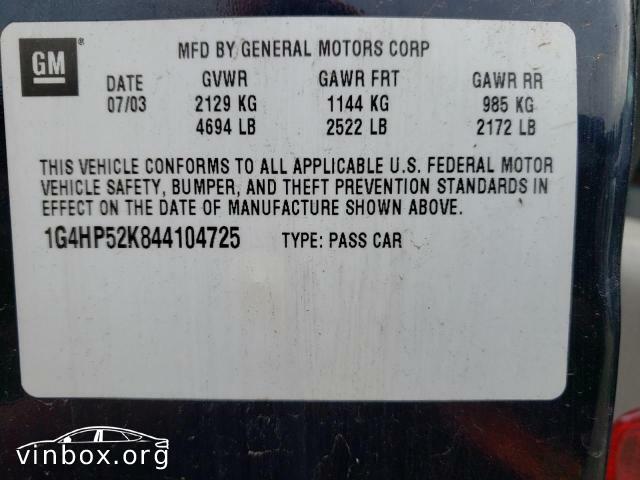 GM ®
MFD BY GENERAL MOTORS CORP
DATE GVWR GAWR FRT GAWR RR
07/03 2129 KG 1144 KG 985 KG
4694 LB 2522 LB 2172 LB
THIS VEHICLE CONFORMS TO ALL APPLICABLE U.S. FEDERAL MOTOR
VEHICLE SAFETY, BUMPER, AND THEFT PREVENTION STANDARDS IN
EFFECT ON THE DATE OF MANUFACTURE SHOWN ABOVE.
1G4HP52K844104725 TYPE: PASS CAR
vinbox.org